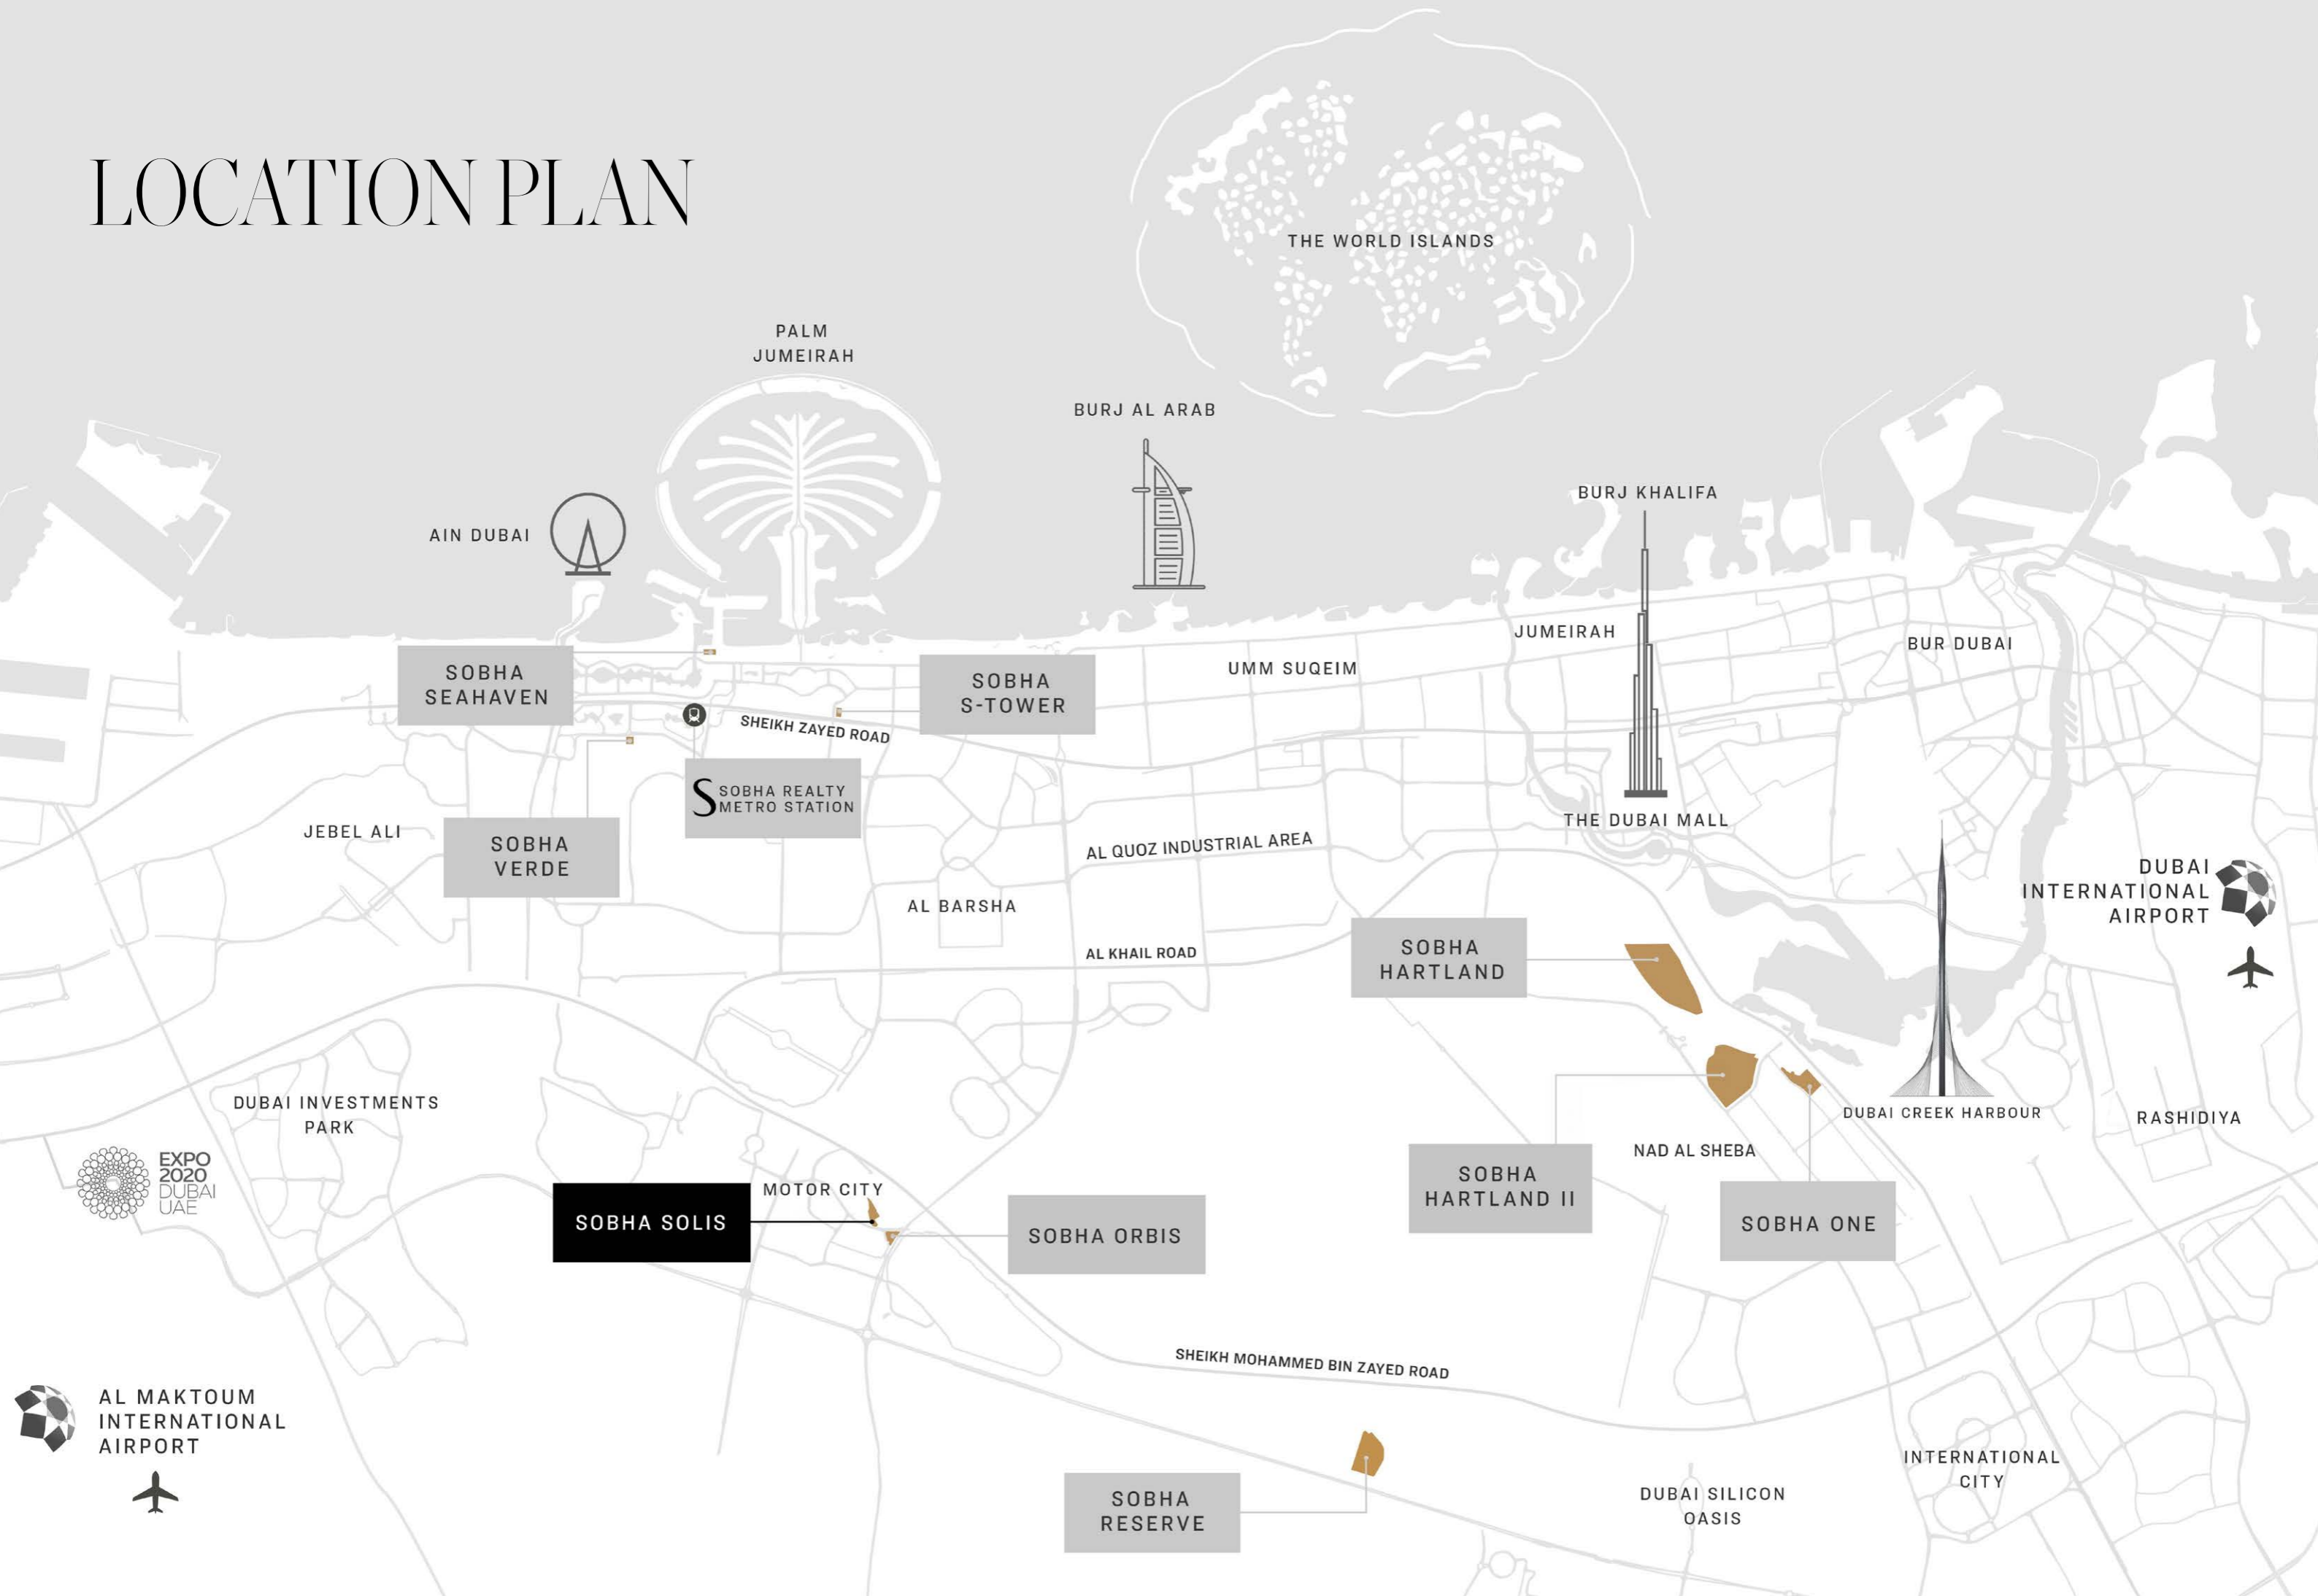 LOCATION PLAN
THE WORLD ISLANDS
PALM
JUMEIRAH
BURJ AL ARAB
BURJ KHALIFA
AIN DUBAI
JUMEIRAH
BUR DUBAI
UMM SUQEIM
SOBHA
SEAHAVEN
SOBHA
S-TOWER
SHEIKH ZAYED ROAD
S SOBHA REALTY
METRO STATION
JEBEL ALI
SOBHA
VERDE
THE DUBAI MALL
AL QUOZ INDUSTRIAL AREA
DUBAI
INTERNATIONAL
AIRPORT
AL BARSHA
AL KHAIL ROAD
SOBHA
HARTLAND
DUBAI INVESTMENTS
PARK
DUBAI CREEK HARBOUR
RASHIDIYA
NAD AL SHEBA
EXPO
2020
DUBAI
UAE
MOTOR CITY
SOBHA SOLIS
SOBHA ORBIS
SOBHA
HARTLAND II
SOBHA ONE
SHEIKH MOHAMMED BIN ZAYED ROAD
AL MAKTOUM
INTERNATIONAL
AIRPORT
SOBHA
RESERVE
DUBAI SILICON
OASIS
INTERNATIONAL
CITY